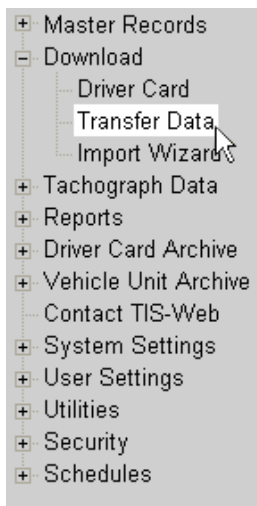 Master Records
Download
Driver Card
Transfer Data
Import Wizard
Tachograph Data
Reports
Driver Card Archive
Vehicle Unit Archive
Contact TIS-Web
System Settings
User Settings
Utilities
Security
Schedules